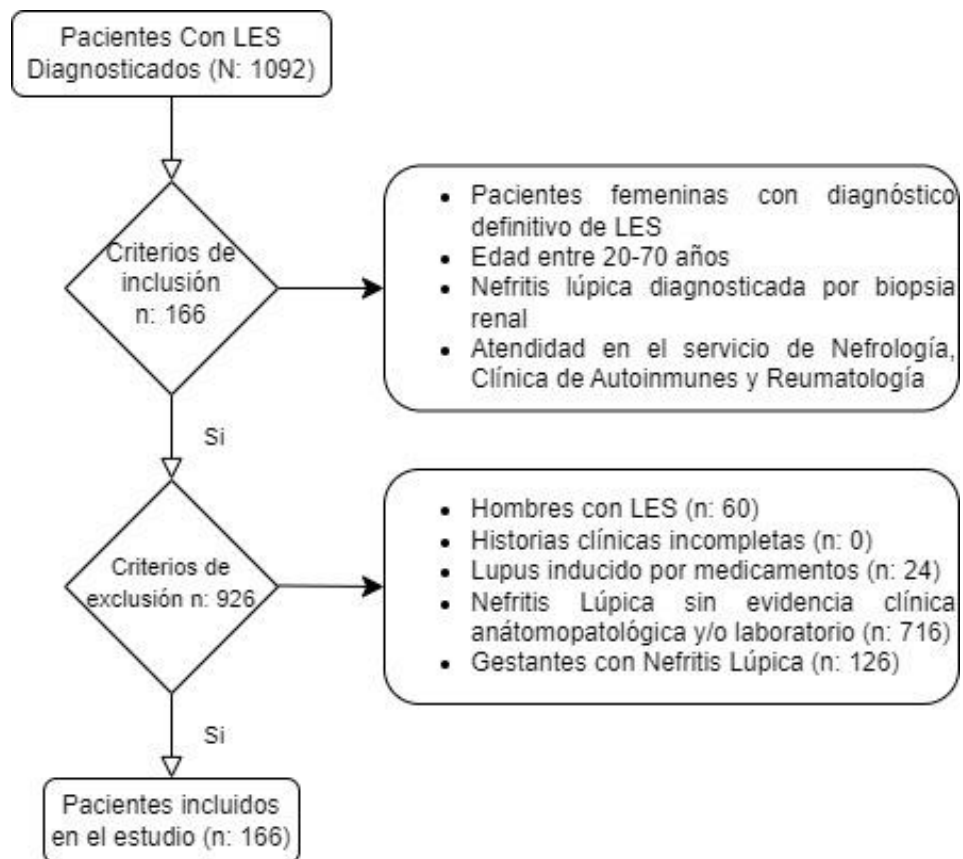 Pacientes Con LES
Diagnosticados (N: 1092)
Criterios de
inclusión
n: 166
• Pacientes femeninas con diagnóstico
definitivo de LES
• Edad entre 20-70 años
• Nefritis lúpica diagnosticada por biopsia
renal
• Atendidad en el servicio de Nefrología,
Clínica de Autoinmunes y Reumatología
Si
Criterios de
exclusión n: 926
• Hombres con LES (n: 60)
• Historias clínicas incompletas (n: 0)
• Lupus inducido por medicamentos (n: 24)
• Nefritis Lúpica sin evidencia clínica
anátomopatológica y/o laboratorio (n: 716)
• Gestantes con Nefritis Lúpica (n: 126)
Si
Pacientes incluidos
en el estudio (n: 166)